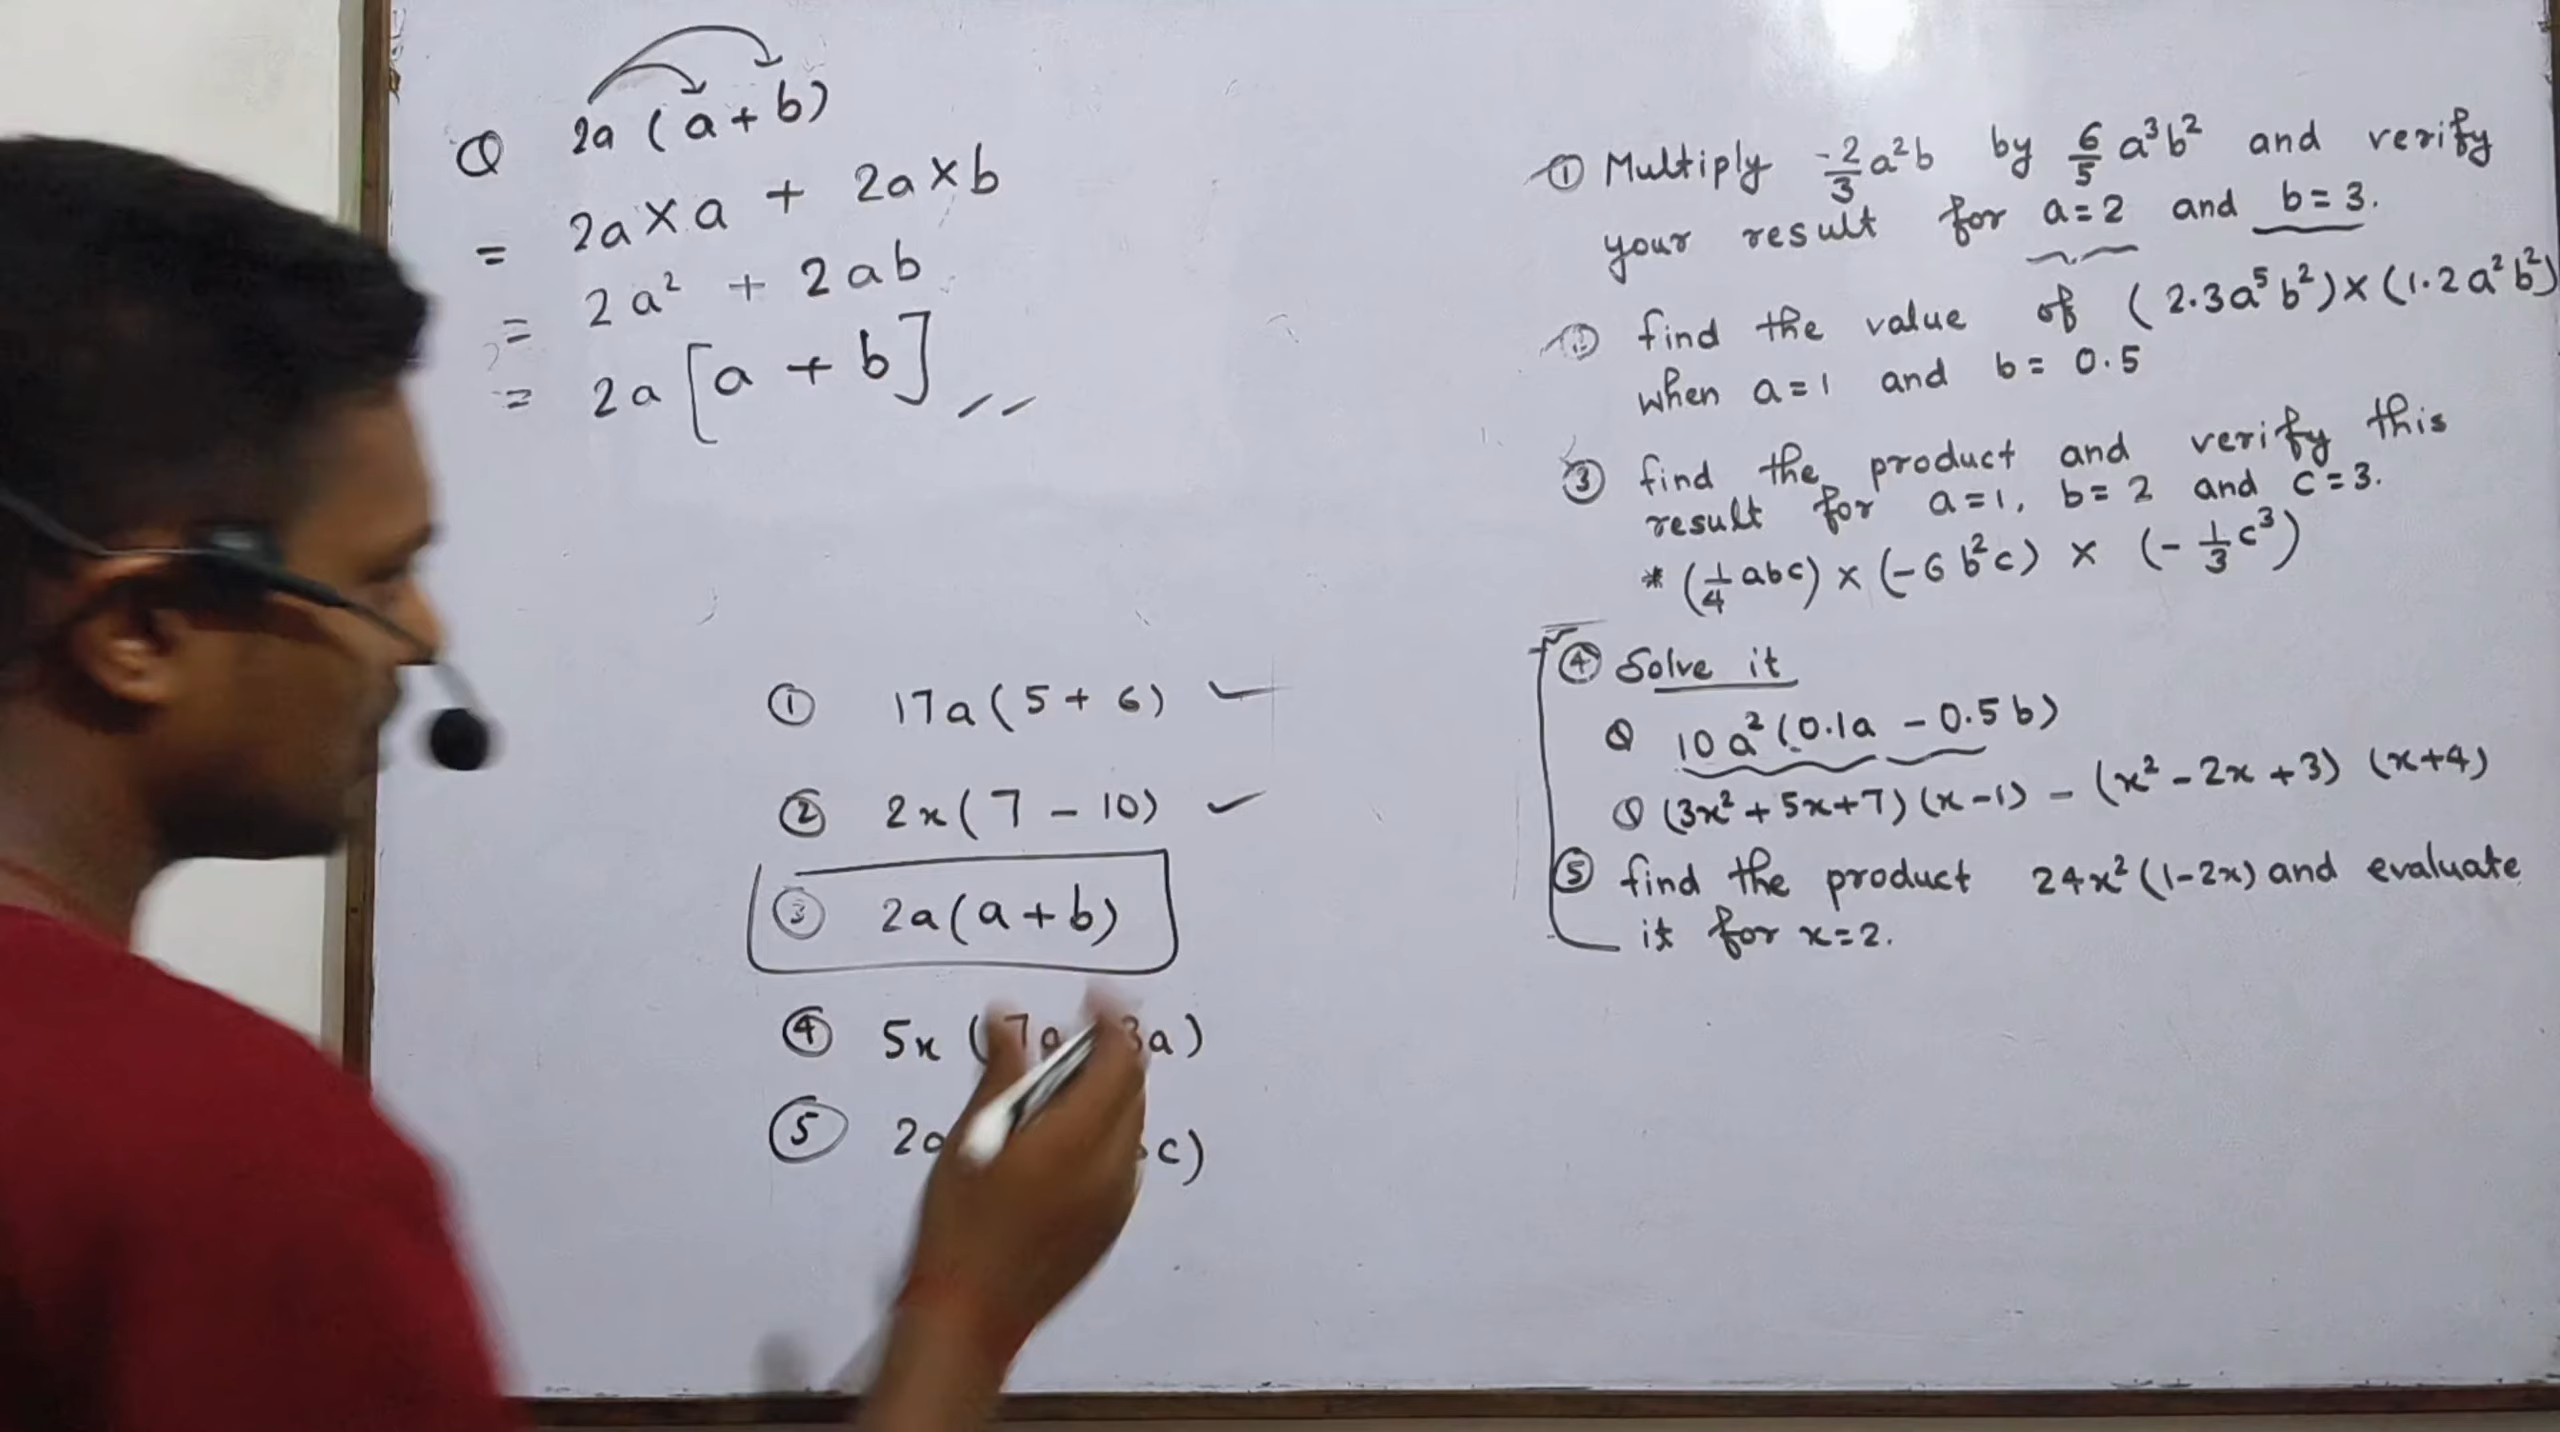 Q 2a (a+b)
= 2a×a + 2a×b
= 2a² + 2ab
= 2a [a + b]
① 17a(5+6)
② 2x(7-10)
③ 2a(a+b)
④ 5x (7a 3a)
⑤ c)
① Multiply -2/3 a²b by 6/5 a³b² and verify
your result for a=2 and b=3.
② find the value of (2.3a⁵b²)×(1.2a²b²)
when a=1 and b=0.5
③ find the product and verify this
result for a=1, b=2 and c=3.
* (1/4 abc) × (-6b²c) × (-1/3 c³)
④ Solve it
Q 10a²(0.1a - 0.5b)
Q (3x²+5x+7)(x-1) - (x²-2x+3) (x+4)
⑤ find the product 24x²(1-2x) and evaluate
it for x=2.